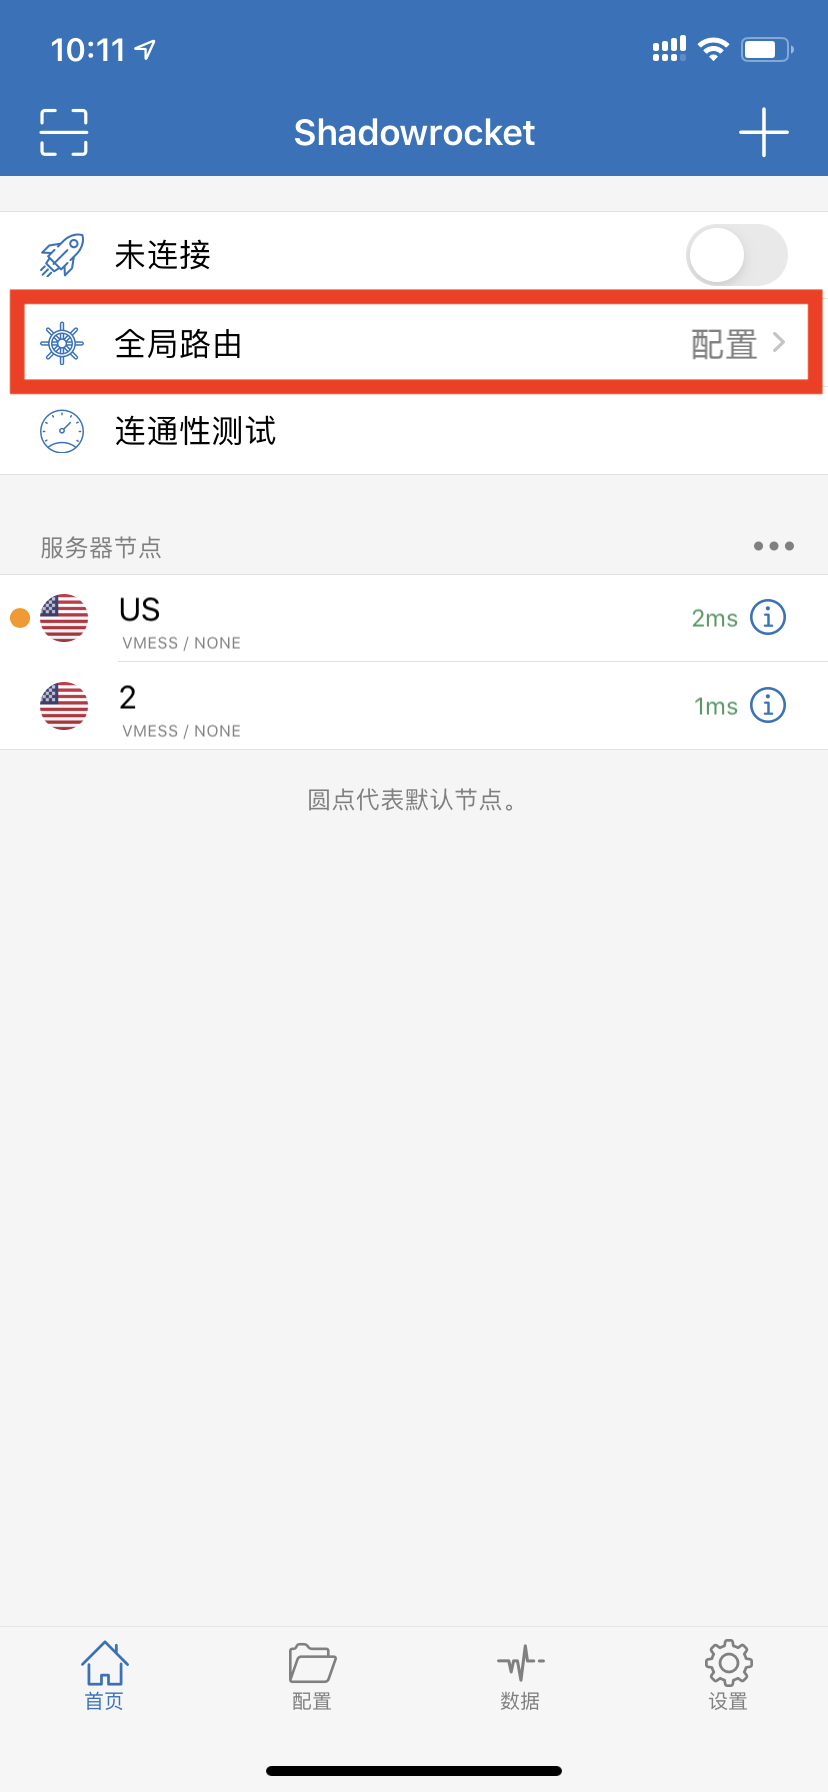 10:11
Shadowrocket
未连接
全局路由 配置
连通性测试
服务器节点
US
VMESS / NONE
2ms
2
VMESS / NONE
1ms
圆点代表默认节点。
首页 配置 数据 设置